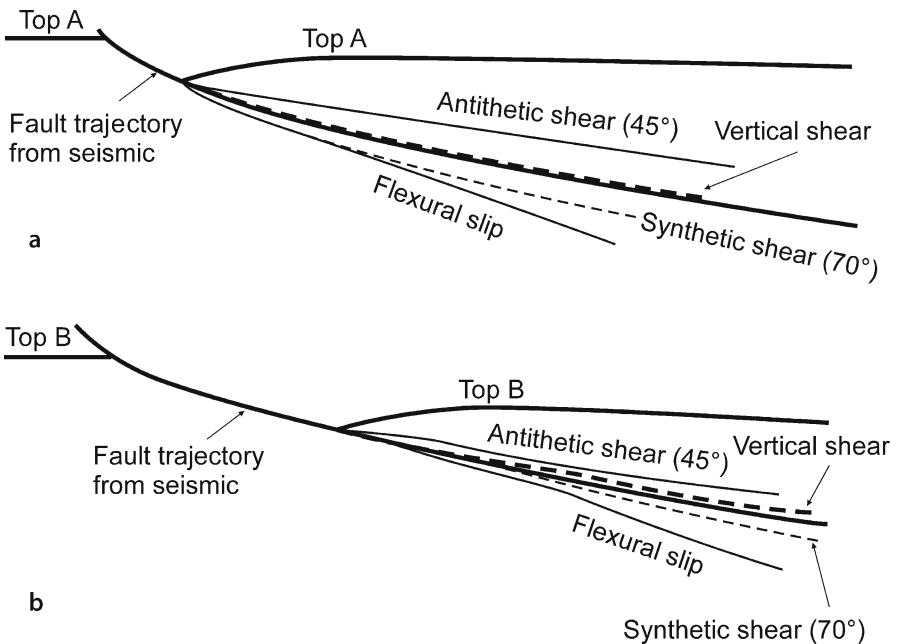 Top A
Top A
Antithetic shear (45°)
Vertical shear
Fault trajectory
from seismic
Flexural slip
Synthetic shear (70°)
a
Top B
Top B
Antithetic shear (45°)
Vertical shear
Fault trajectory
from seismic
Flexural slip
b
Synthetic shear (70°)